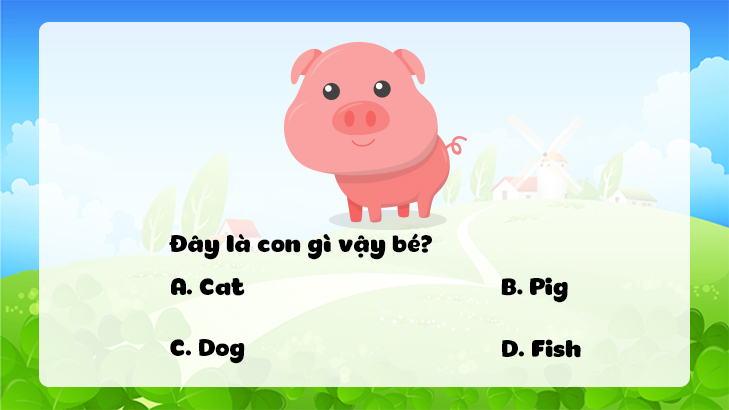 Đây là con gì vậy bé?
A. Cat
B. Pig
C. Dog
D. Fish